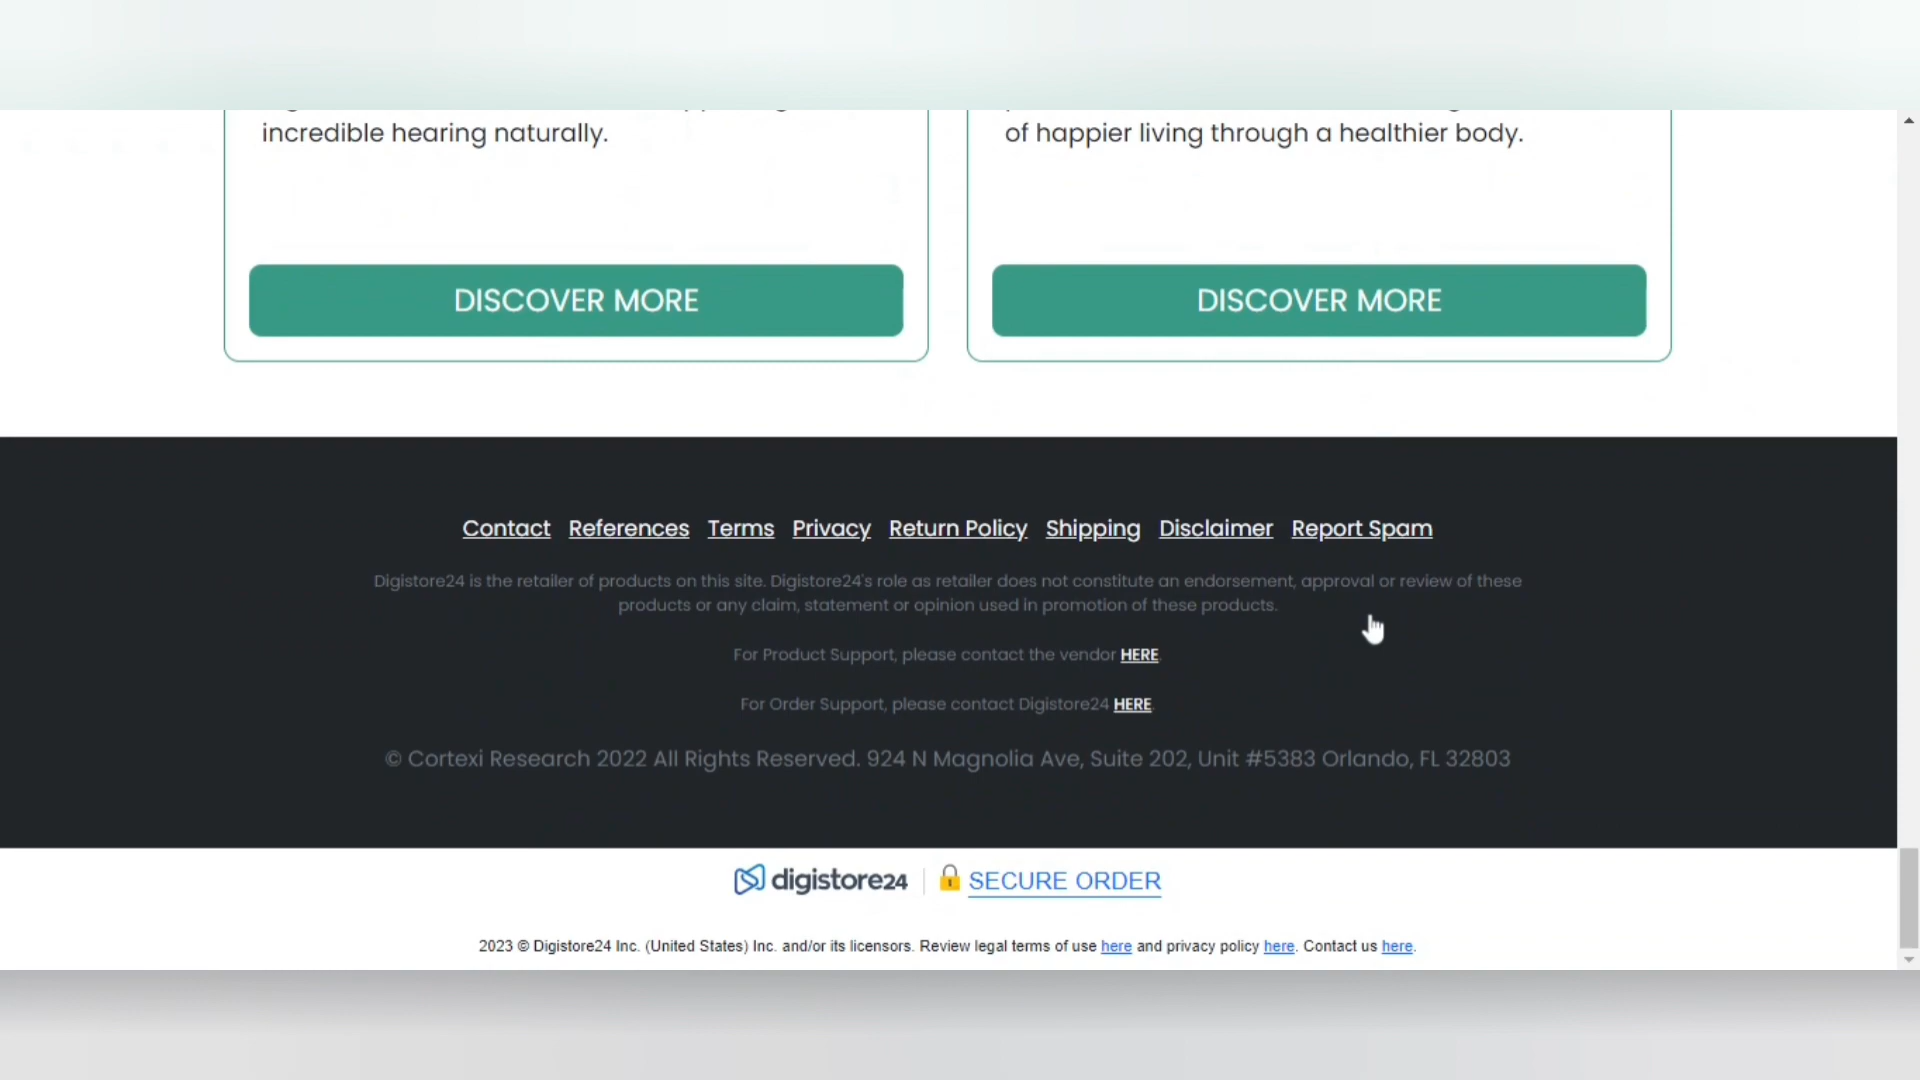 incredible hearing naturally.
of happier living through a healthier body.
DISCOVER MORE
DISCOVER MORE
Contact References Terms Privacy Return Policy Shipping Disclaimer Report Spam
Digistore24 is the retailer of products on this site. Digistore24's role as retailer does not constitute an endorsement, approval or review of these
products or any claim, statement or opinion used in promotion of these products.
For Product Support, please contact the vendor HERE.
For Order Support, please contact Digistore24 HERE.
© Cortexi Research 2022 All Rights Reserved. 924 N Magnolia Ave, Suite 202, Unit #5383 Orlando, FL 32803
digistore24 | SECURE ORDER
2023 © Digistore24 Inc. (United States) Inc. and/or its licensors. Review legal terms of use here and privacy policy here. Contact us here.